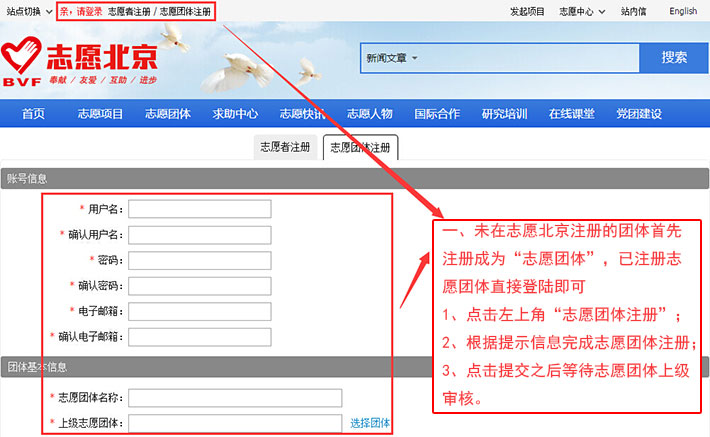 站点切换 亲，请登录 志愿者注册 / 志愿团体注册 发起项目 志愿中心 站内信 English
志愿北京
BVF 奉献 / 友爱 / 互助 / 进步
新闻文章 搜索
首页 志愿项目 志愿团体 求助中心 志愿快讯 志愿人物 国际合作 研究培训 在线课堂 党团建设
志愿者注册 志愿团体注册
账号信息
* 用户名：
* 确认用户名：
* 密码：
* 确认密码：
* 电子邮箱：
* 确认电子邮箱：
团体基本信息
* 志愿团体名称：
* 上级志愿团体： 选择团体
一、未在志愿北京注册的团体首先
注册成为“志愿团体”，已注册志
愿团体直接登陆即可
1、点击左上角“志愿团体注册”；
2、根据提示信息完成志愿团体注册；
3、点击提交之后等待志愿团体上级
审核。